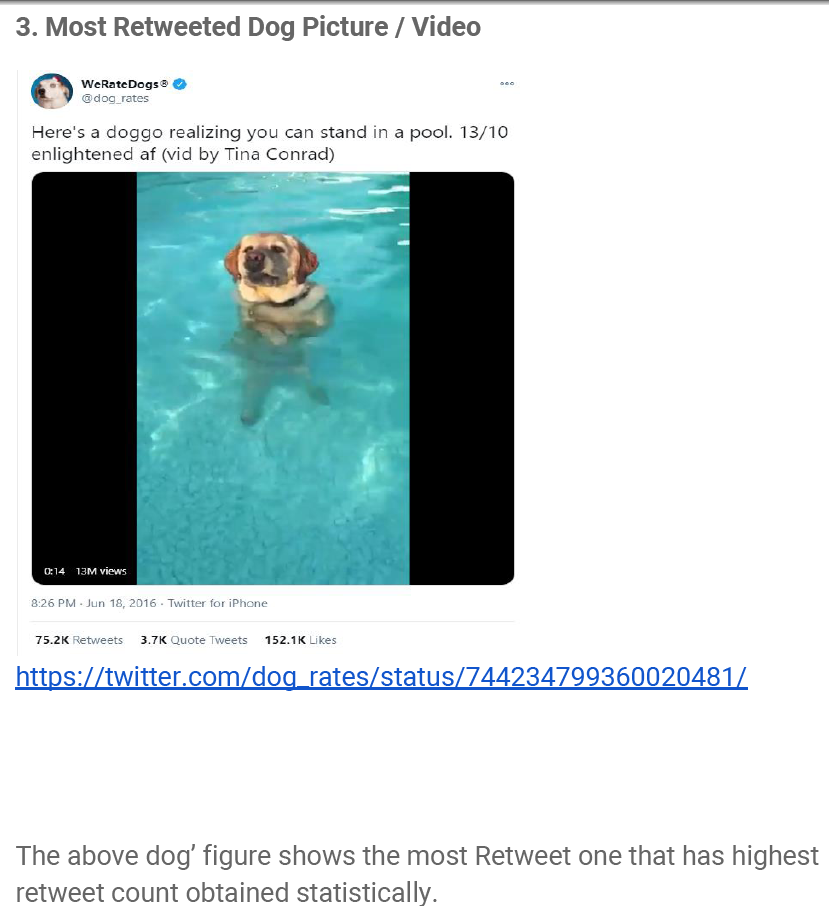 3. Most Retweeted Dog Picture / Video
WeRateDogs®
@dog_rates
Here's a doggo realizing you can stand in a pool. 13/10
enlightened af (vid by Tina Conrad)
0:14 13M views
8:26 PM · Jun 18, 2016 · Twitter for iPhone
75.2K Retweets 3.7K Quote Tweets 152.1K Likes
https://twitter.com/dog_rates/status/744234799360020481/
The above dog’ figure shows the most Retweet one that has highest
retweet count obtained statistically.